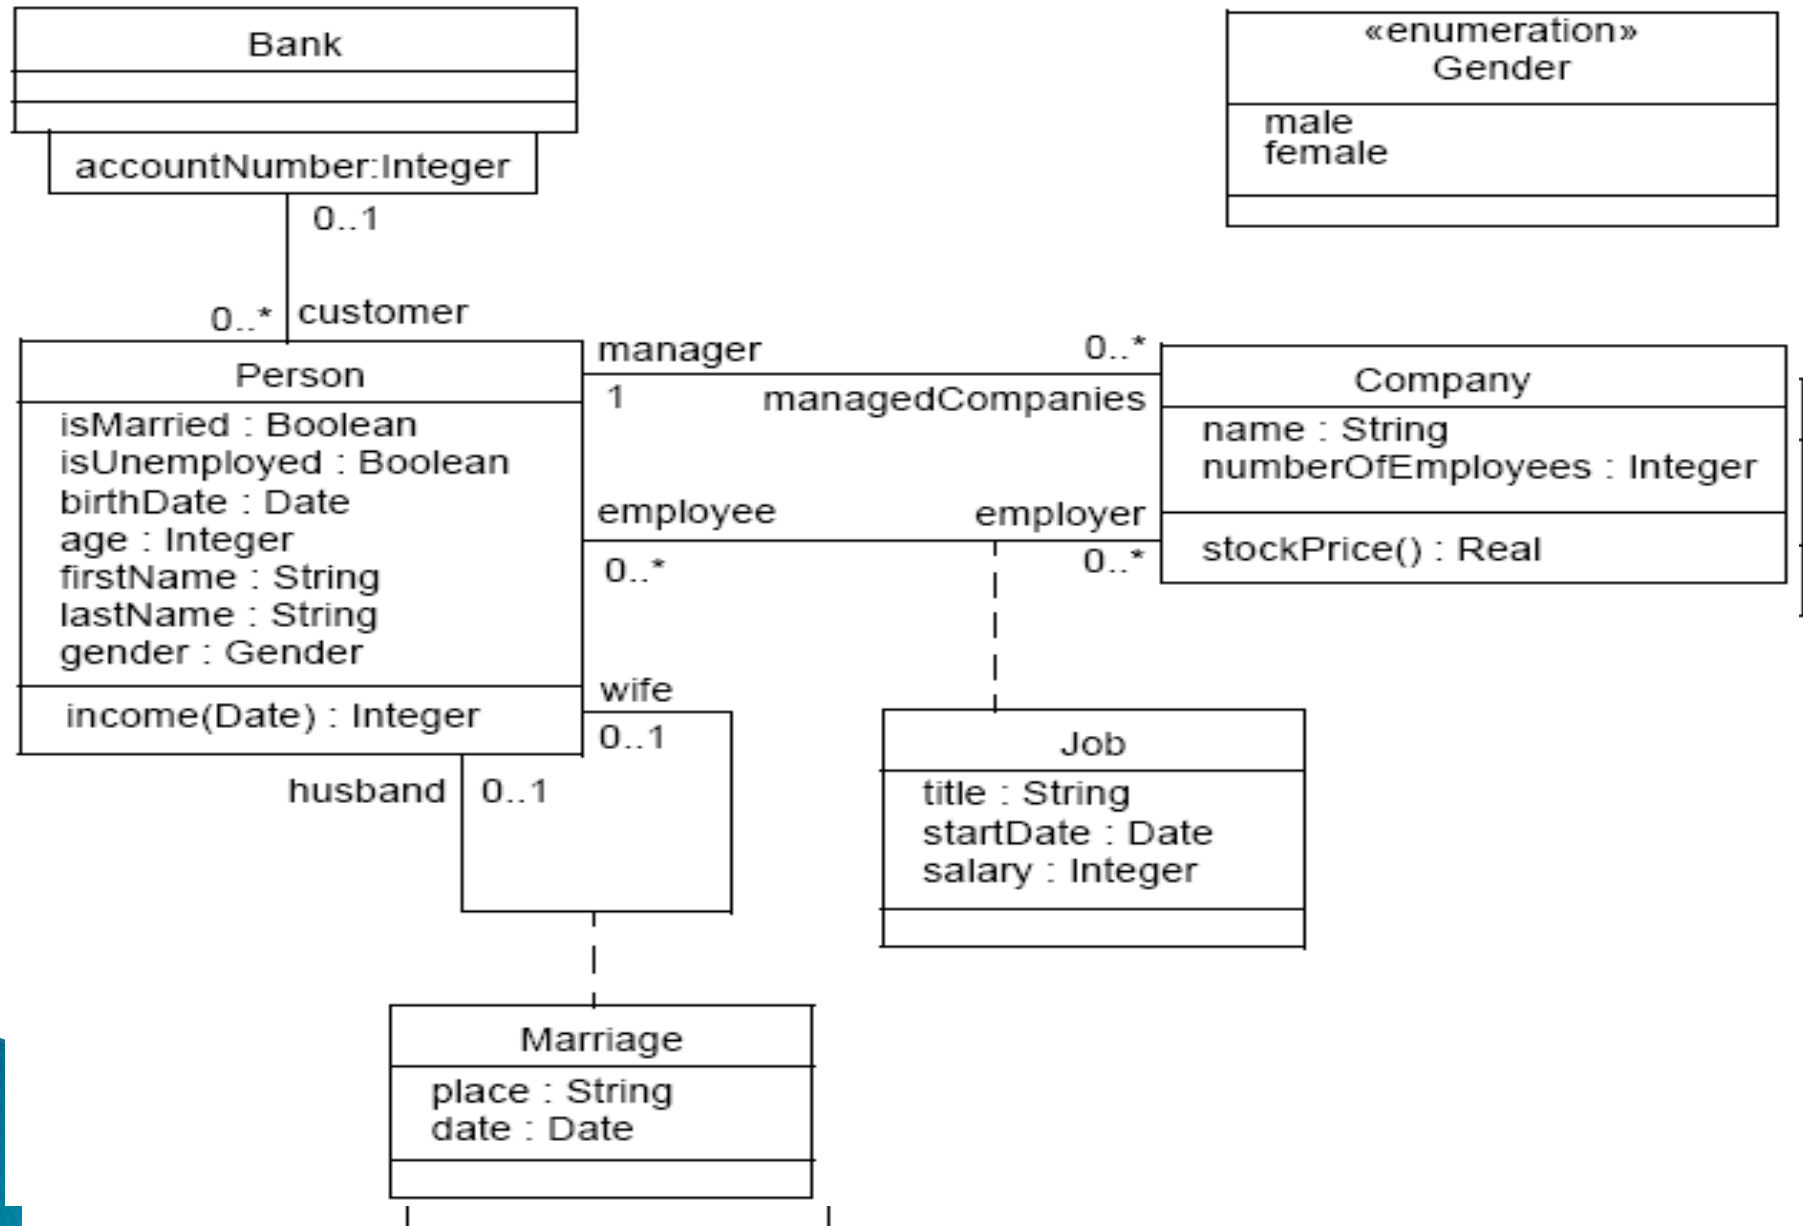 Bank
accountNumber:Integer
0..1
0..*
customer
«enumeration»
Gender
male
female
Person
isMarried : Boolean
isUnemployed : Boolean
birthDate : Date
age : Integer
firstName : String
lastName : String
gender : Gender
income(Date) : Integer
manager
1
0..*
managedCompanies
employee
0..*
employer
0..*
Company
name : String
numberOfEmployees : Integer
stockPrice() : Real
wife
0..1
husband
0..1
Job
title : String
startDate : Date
salary : Integer
Marriage
place : String
date : Date